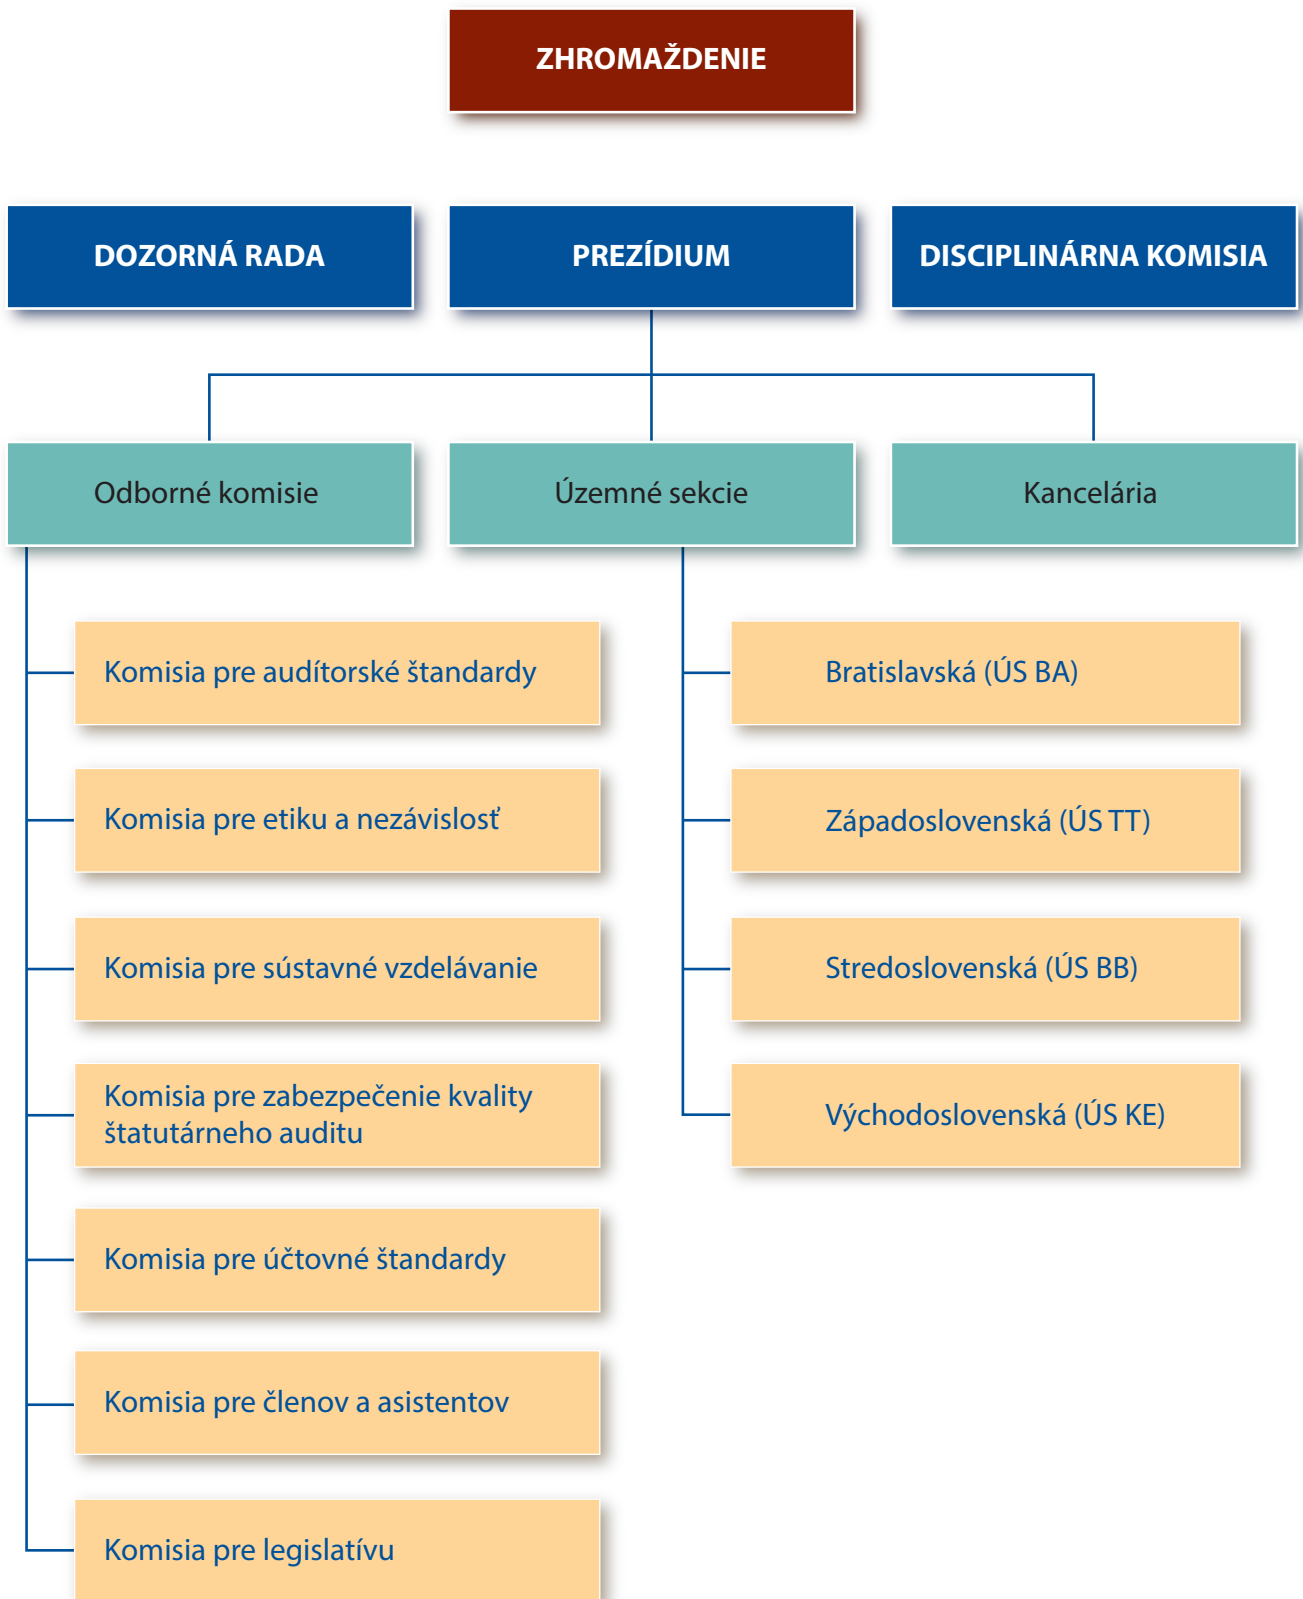 ZHROMAŽDENIE
DOZORNÁ RADA
PREZÍDIUM
DISCIPLINÁRNA KOMISIA
Odborné komisie
Územné sekcie
Kancelária
Komisia pre audítorské štandardy
Komisia pre etiku a nezávislosť
Komisia pre sústavné vzdelávanie
Komisia pre zabezpečenie kvality
štatutárneho auditu
Komisia pre účtovné štandardy
Komisia pre členov a asistentov
Komisia pre legislatívu
Bratislavská (ÚS BA)
Západoslovenská (ÚS TT)
Stredoslovenská (ÚS BB)
Východoslovenská (ÚS KE)